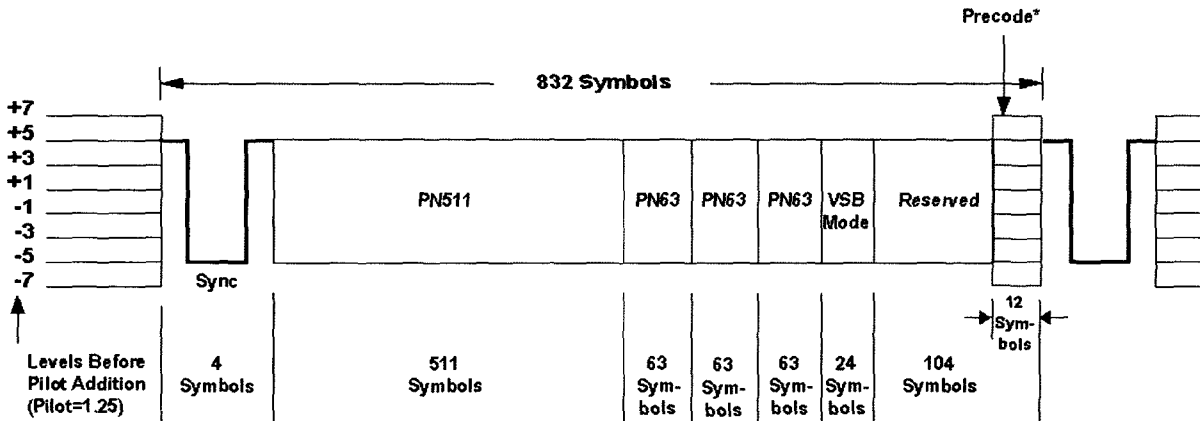 Precode*
832 Symbols
+7
+5
+3
+1
-1
-3
-5
-7
PN511
PN63
PN63
PN63
VSB
Mode
Reserved
Sync
Levels Before
Pilot Addition
(Pilot=1.25)
4
Symbols
511
Symbols
63
Sym-
bols
63
Sym-
bols
63
Sym-
bols
24
Sym-
bols
104
Symbols
12
Sym-
bols